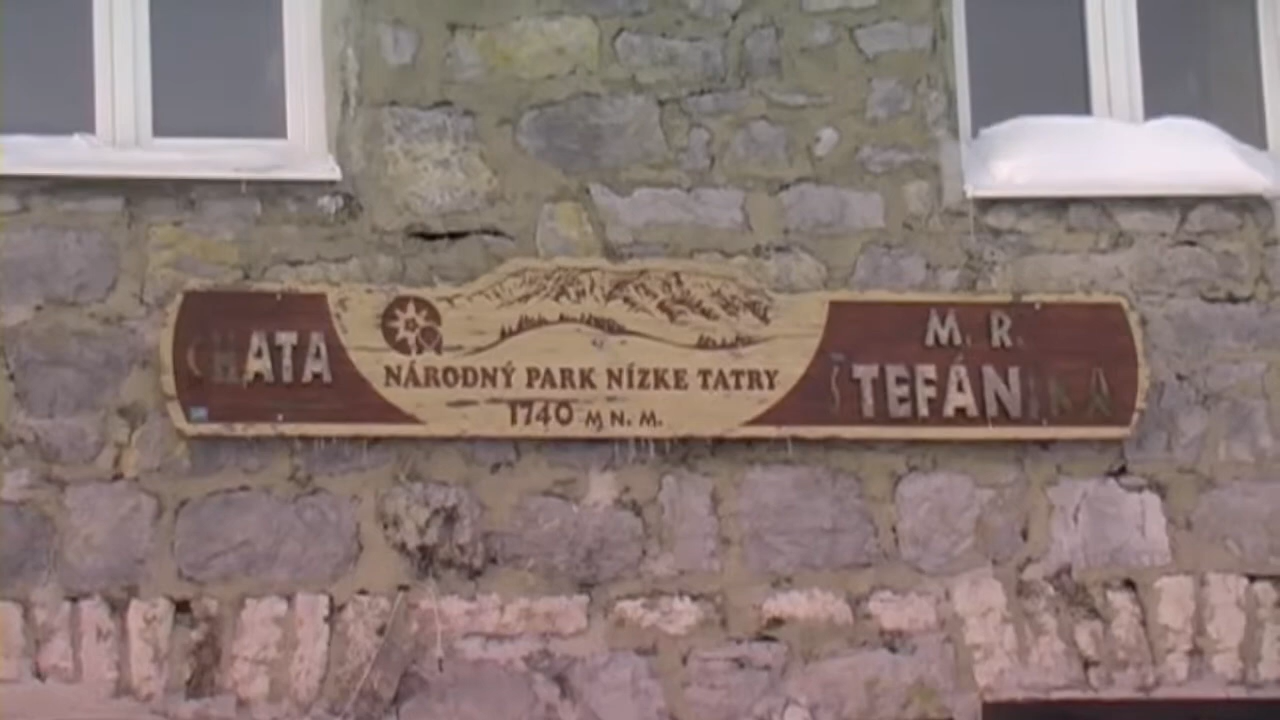 CHATA
NÁRODNÝ PARK NÍZKE TATRY
1740 M N. M.
M. R.
ŠTEFÁNIKA